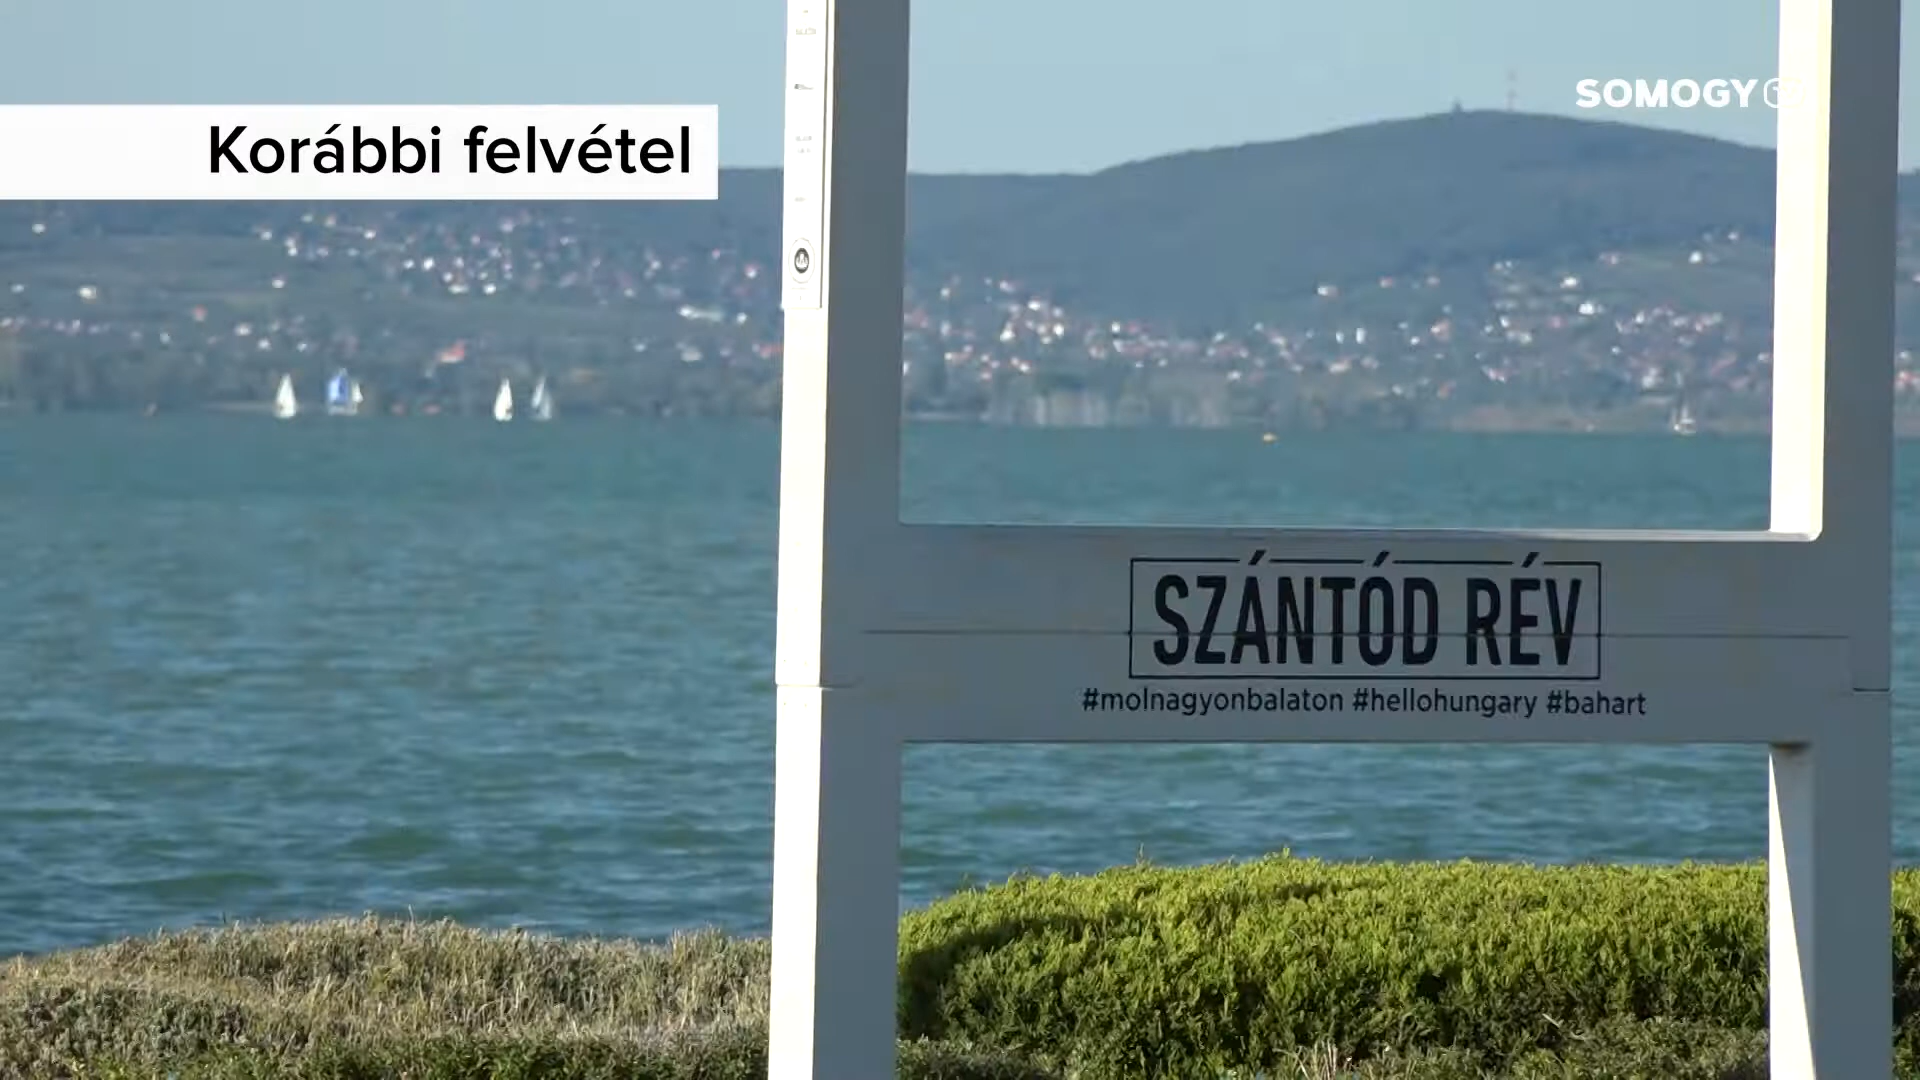 SOMOGY
Korábbi felvétel
SZÁNTÓD RÉV
#molnagyonbalaton #hellohungary #bahart